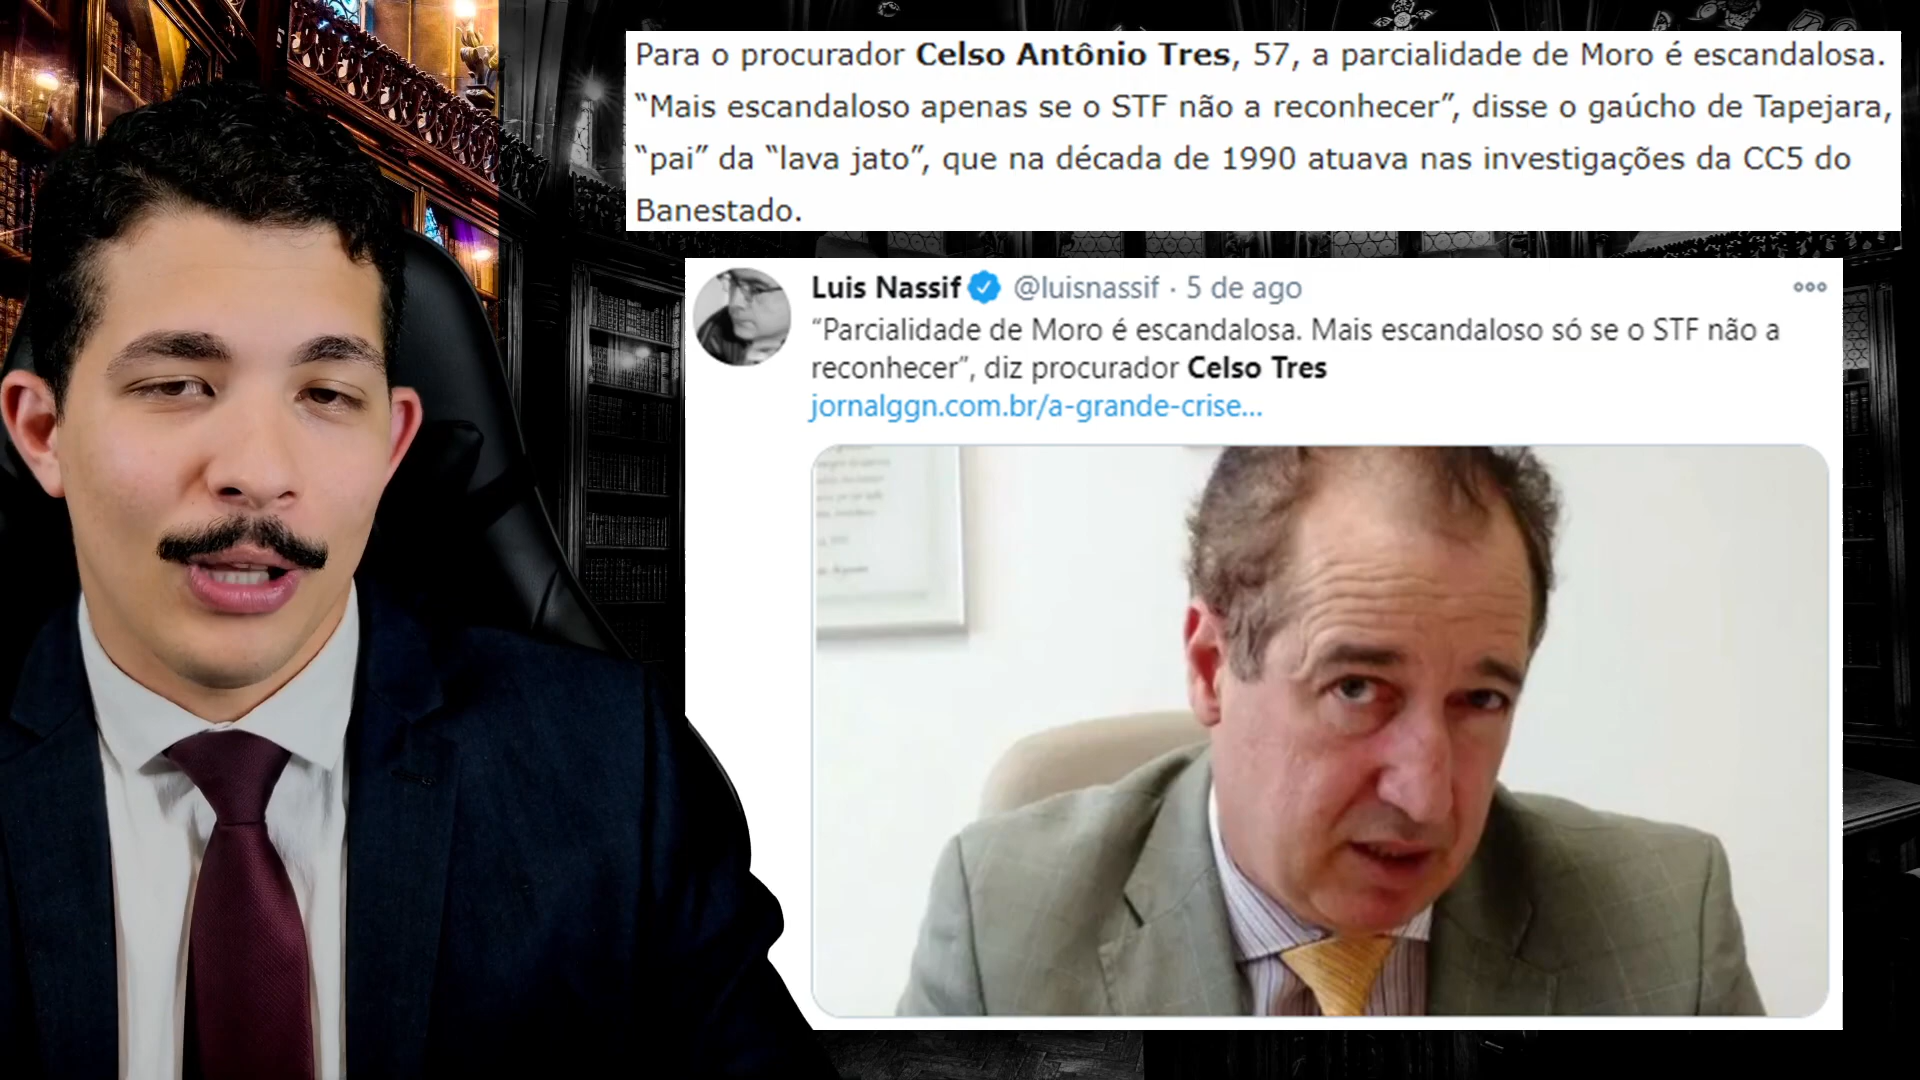 Para o procurador Celso Antônio Tres, 57, a parcialidade de Moro é escandalosa.
“Mais escandaloso apenas se o STF não a reconhecer”, disse o gaúcho de Tapejara,
“pai” da “lava jato”, que na década de 1990 atuava nas investigações da CC5 do
Banestado.
Luis Nassif @luisnassif · 5 de ago
“Parcialidade de Moro é escandalosa. Mais escandaloso só se o STF não a
reconhecer”, diz procurador Celso Tres
jornalggn.com.br/a-grande-crise...